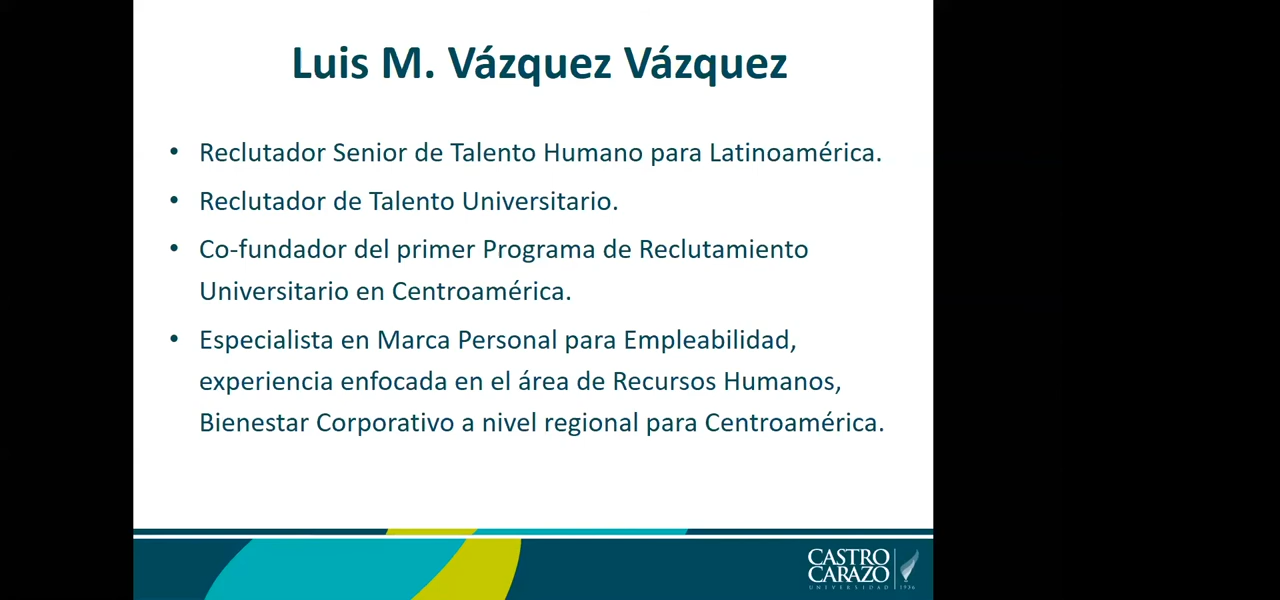 Luis M. Vázquez Vázquez
• Reclutador Senior de Talento Humano para Latinoamérica.
• Reclutador de Talento Universitario.
• Co-fundador del primer Programa de Reclutamiento
Universitario en Centroamérica.
• Especialista en Marca Personal para Empleabilidad,
experiencia enfocada en el área de Recursos Humanos,
Bienestar Corporativo a nivel regional para Centroamérica.
CASTRO
CARAZO
UNIVERSIDAD